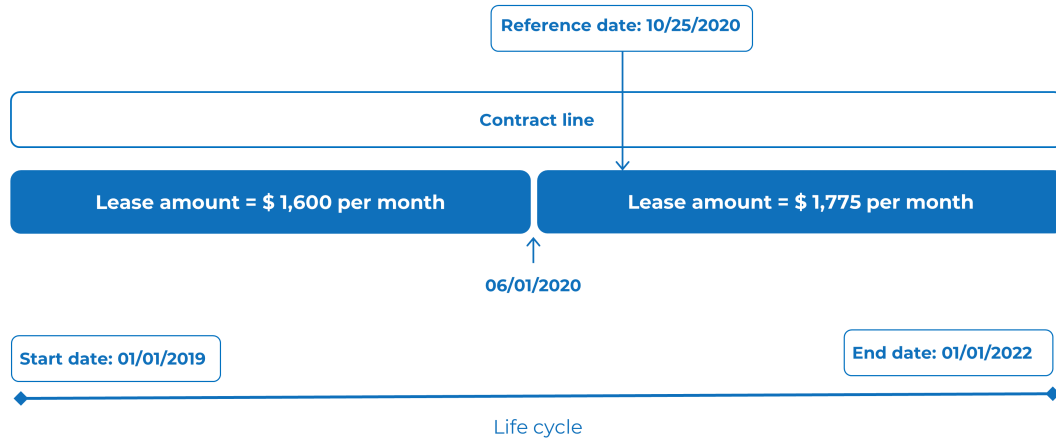 Reference date: 10/25/2020
Contract line
Lease amount = $ 1,600 per month
Lease amount = $ 1,775 per month
06/01/2020
Start date: 01/01/2019
End date: 01/01/2022
Life cycle